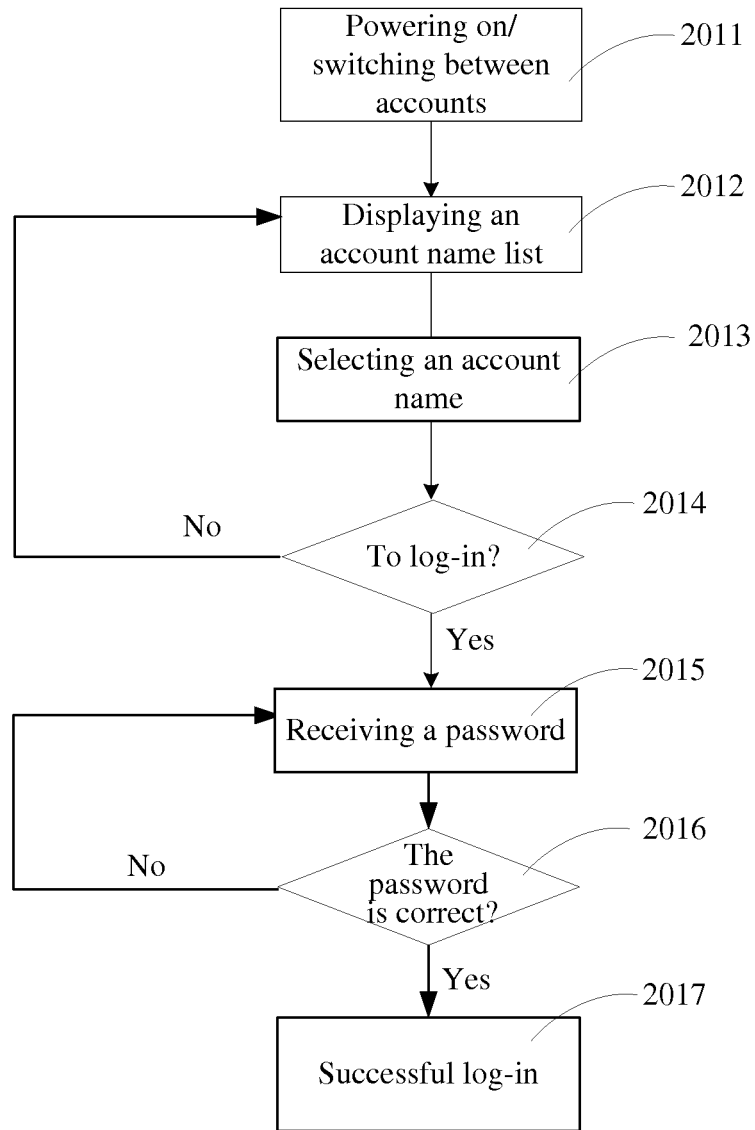 Powering on/
switching between
accounts
2011
Displaying an
account name list
2012
Selecting an account
name
2013
To log-in?
2014
No
Yes
Receiving a password
2015
The
password
is correct?
2016
No
Yes
Successful log-in
2017